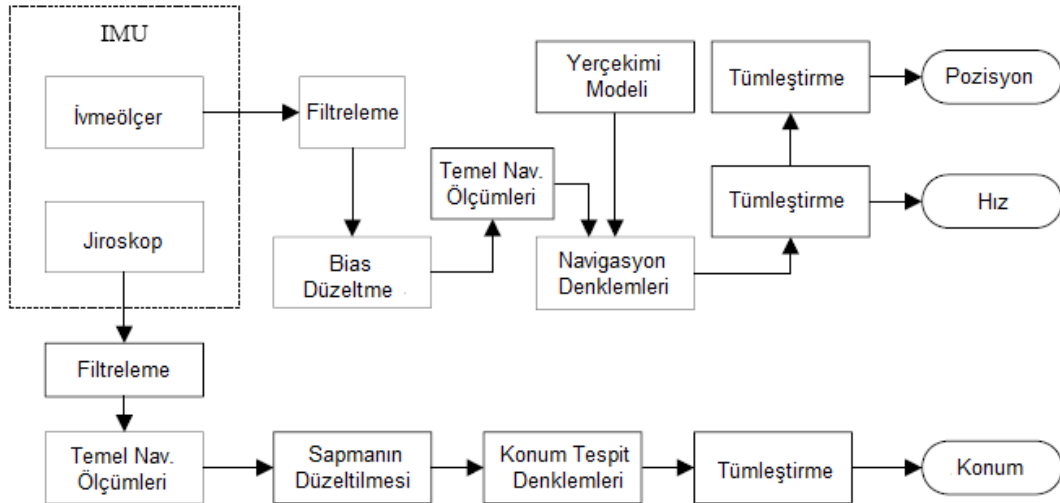 IMU
İvmeölçer
Filtreleme
Yerçekimi
Modeli
Tümleştirme
Pozisyon
Jiroskop
Bias
Düzeltme
Temel Nav.
Ölçümleri
Navigasyon
Denklemleri
Tümleştirme
Hız
Filtreleme
Temel Nav.
Ölçümleri
Sapmanın
Düzeltilmesi
Konum Tespit
Denklemleri
Tümleştirme
Konum